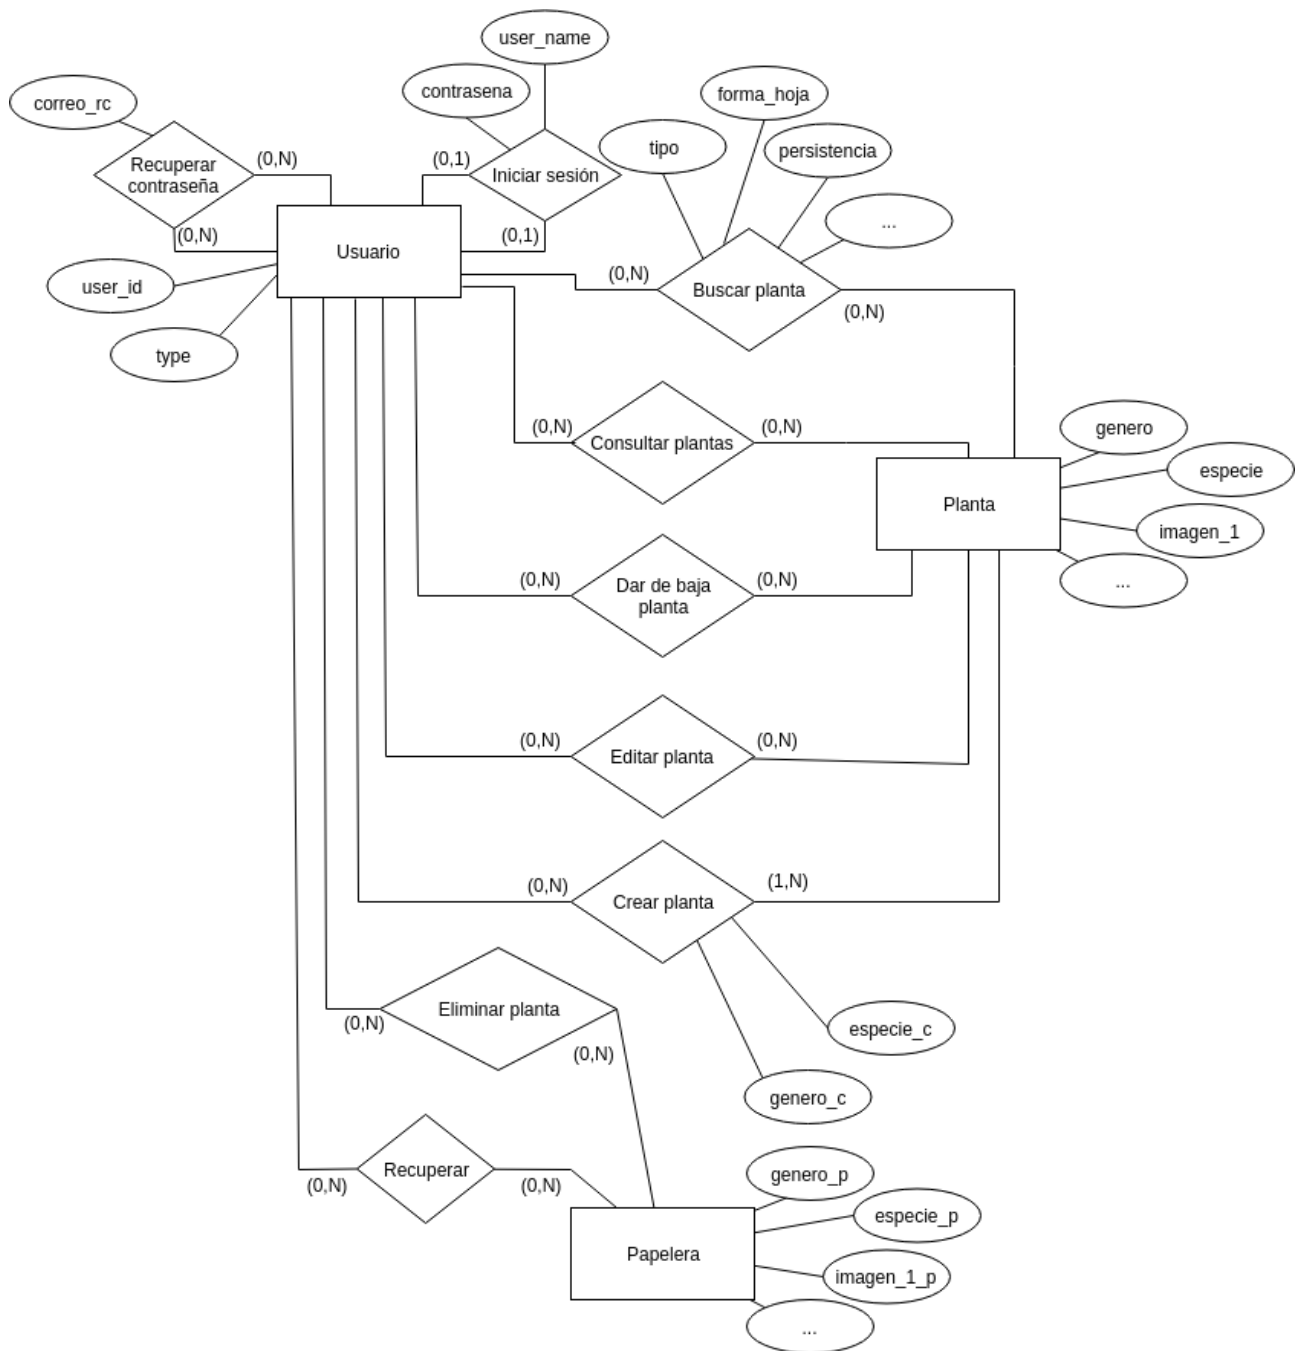 user_name
contrasena
forma_hoja
correo_rc
tipo
persistencia
(0,N)
(0,1)
Recuperar
contraseña
Iniciar sesión
...
(0,N)
(0,1)
Usuario
(0,N)
user_id
Buscar planta
(0,N)
type
genero
(0,N)
(0,N)
Consultar plantas
especie
Planta
imagen_1
(0,N)
(0,N)
Dar de baja
planta
...
(0,N)
(0,N)
Editar planta
(0,N)
(1,N)
Crear planta
Eliminar planta
(0,N)
(0,N)
especie_c
genero_c
Recuperar
(0,N)
(0,N)
genero_p
especie_p
Papelera
imagen_1_p
...